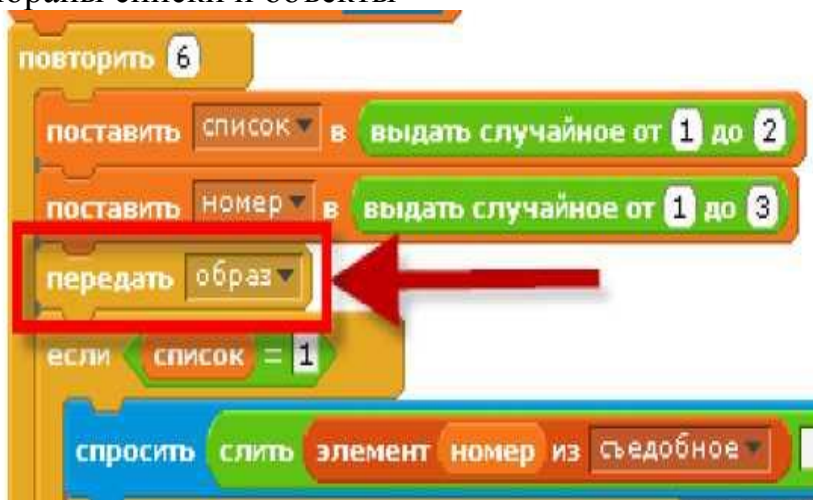 повторить 6
поставить список в выдать случайное от 1 до 2
поставить номер в выдать случайное от 1 до 3
передать образ
если список = 1
спросить слить элемент номер из съедобное